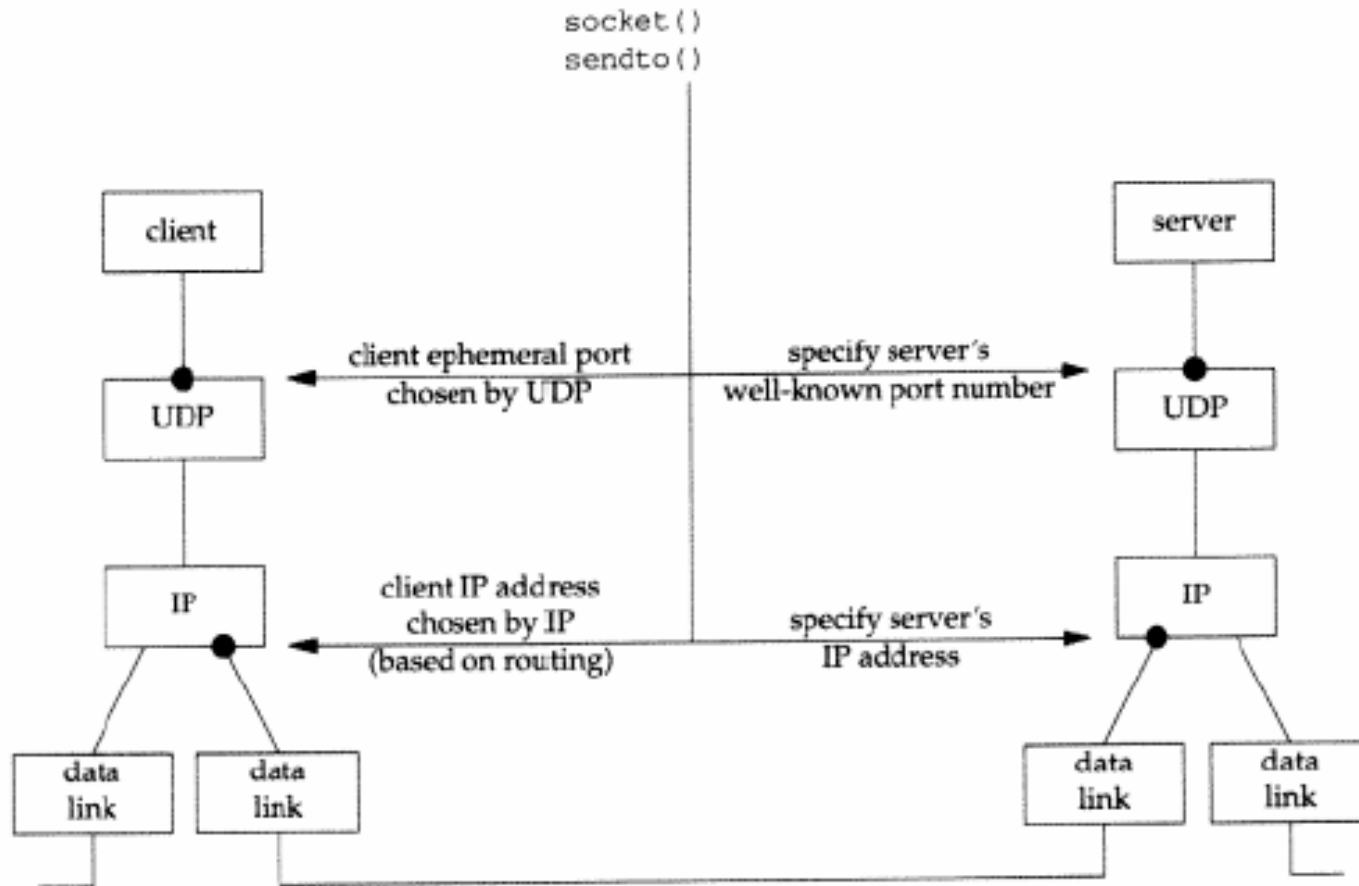 socket()
sendto()
client
server
client ephemeral port
chosen by UDP
specify server's
well-known port number
UDP
UDP
IP
client IP address
chosen by IP
(based on routing)
specify server's
IP address
IP
data
link
data
link
data
link
data
link